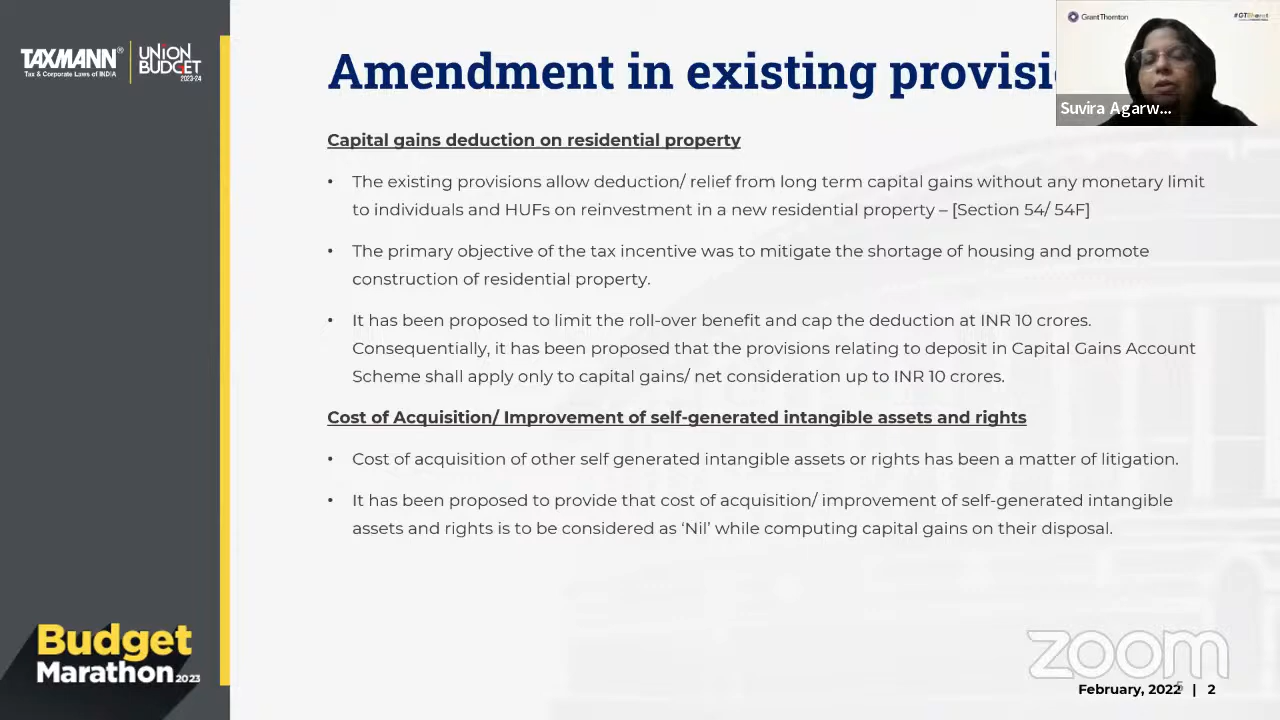 TAXMANN®
Tax & Corporate Laws of INDIA
UNION
BUDGET
2023-24
Amendment in existing provisi
GrantThornton
Suvira Agarw...
Capital gains deduction on residential property
• The existing provisions allow deduction/ relief from long term capital gains without any monetary limit
to individuals and HUFs on reinvestment in a new residential property – [Section 54/ 54F]
• The primary objective of the tax incentive was to mitigate the shortage of housing and promote
construction of residential property.
• It has been proposed to limit the roll-over benefit and cap the deduction at INR 10 crores.
Consequentially, it has been proposed that the provisions relating to deposit in Capital Gains Account
Scheme shall apply only to capital gains/ net consideration up to INR 10 crores.
Cost of Acquisition/ Improvement of self-generated intangible assets and rights
• Cost of acquisition of other self generated intangible assets or rights has been a matter of litigation.
• It has been proposed to provide that cost of acquisition/ improvement of self-generated intangible
assets and rights is to be considered as ‘Nil’ while computing capital gains on their disposal.
Budget
Marathon 2023
zoom
February, 2022 | 2